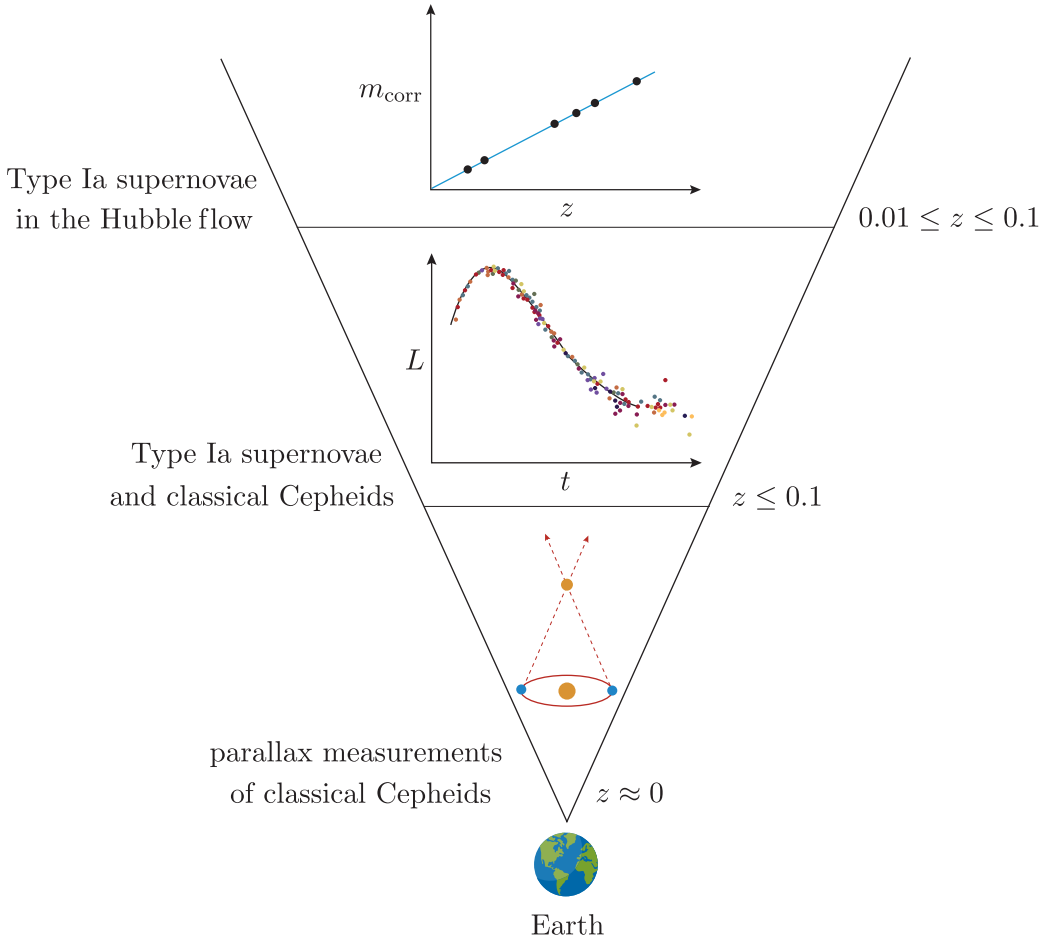 m_corr
z
Type Ia supernovae
in the Hubble flow
0.01 ≤ z ≤ 0.1
L
t
Type Ia supernovae
and classical Cepheids
z ≤ 0.1
parallax measurements
of classical Cepheids
z ≈ 0
Earth